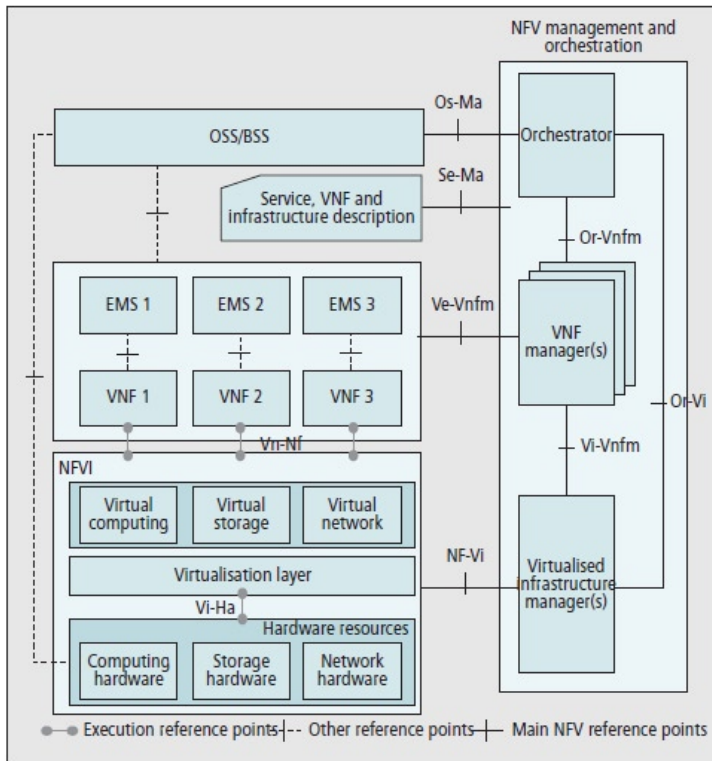 NFV management and
orchestration
Os-Ma
OSS/BSS
Orchestrator
Se-Ma
Service, VNF and
infrastructure description
Or-Vnfm
EMS 1
EMS 2
EMS 3
Ve-Vnfm
VNF
manager(s)
VNF 1
VNF 2
VNF 3
Or-Vi
Vn-Nf
Vi-Vnfm
NFVI
Virtual
computing
Virtual
storage
Virtual
network
NF-Vi
Virtualisation layer
Virtualised
infrastructure
manager(s)
Vi-Ha
Hardware resources
Computing
hardware
Storage
hardware
Network
hardware
Execution reference points
Other reference points
Main NFV reference points